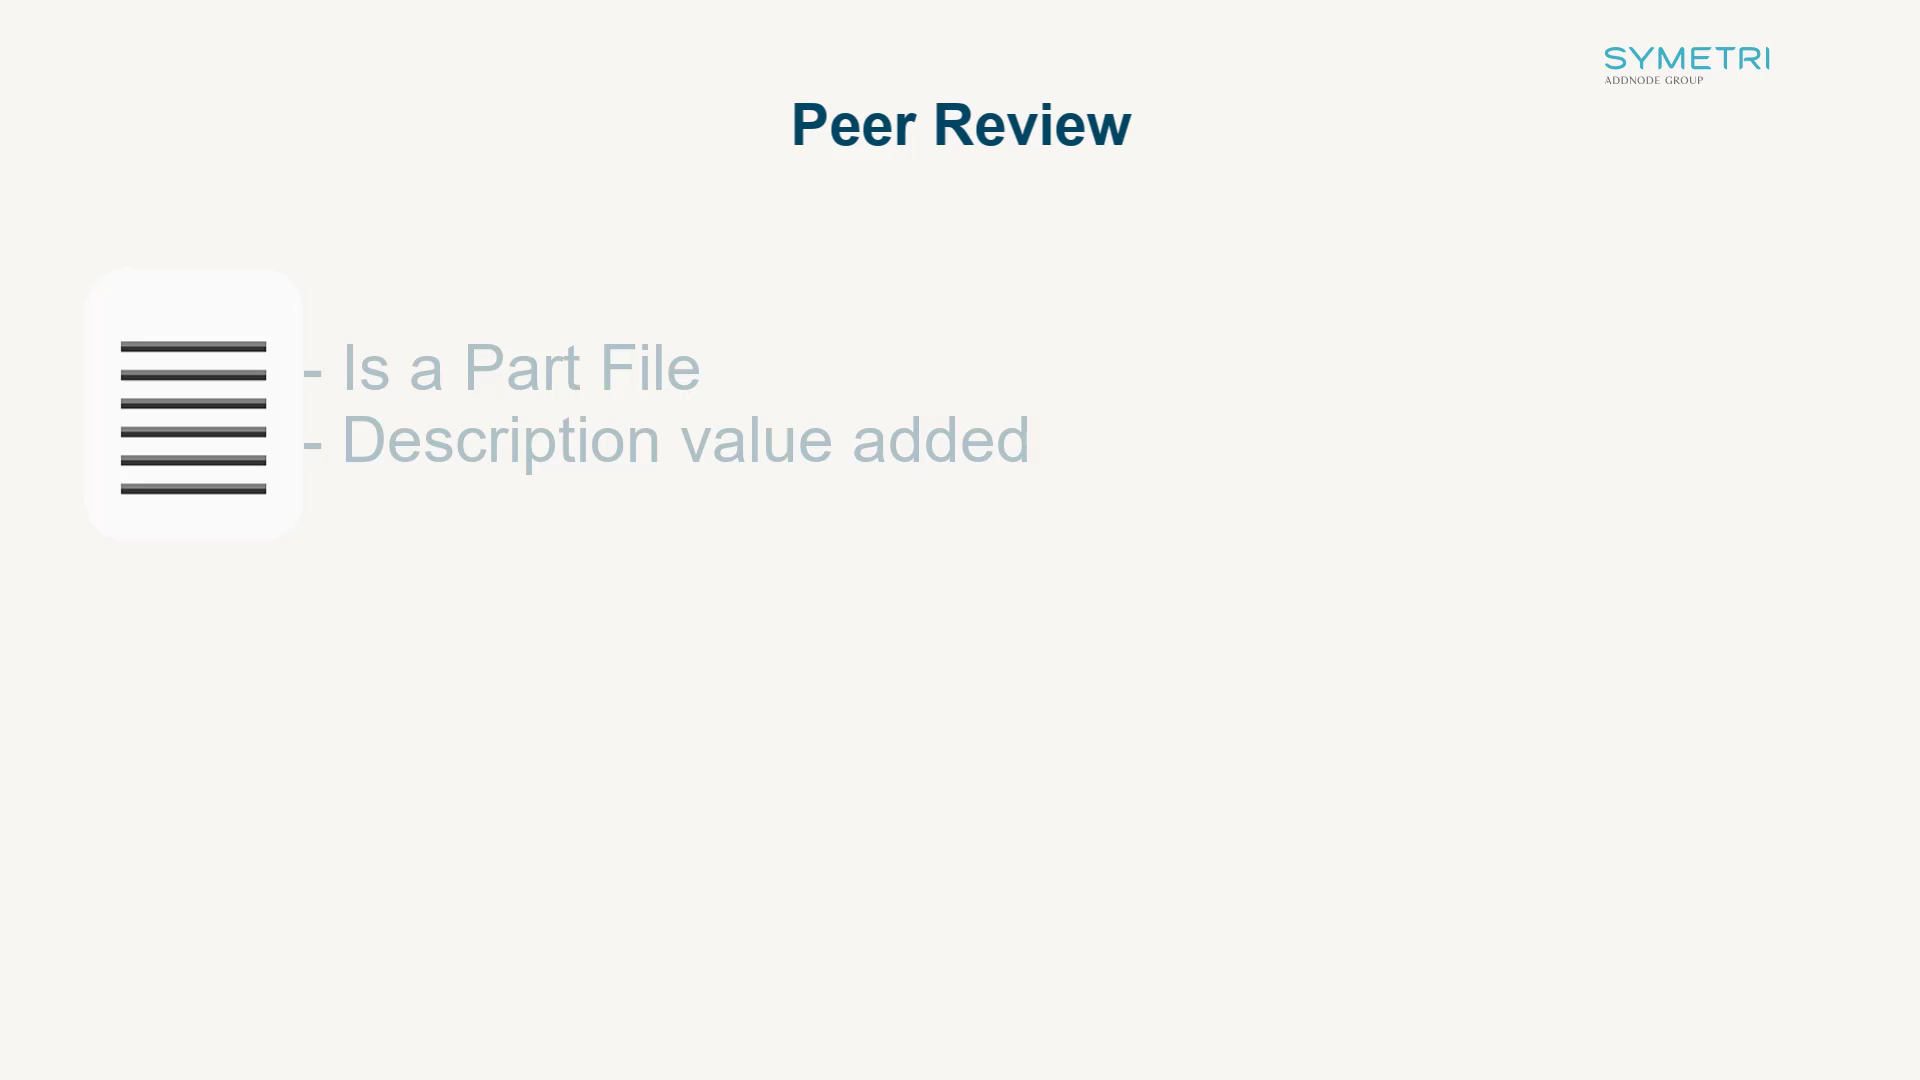 SYMETRI
ADDNODE GROUP
Peer Review
- Is a Part File
- Description value added